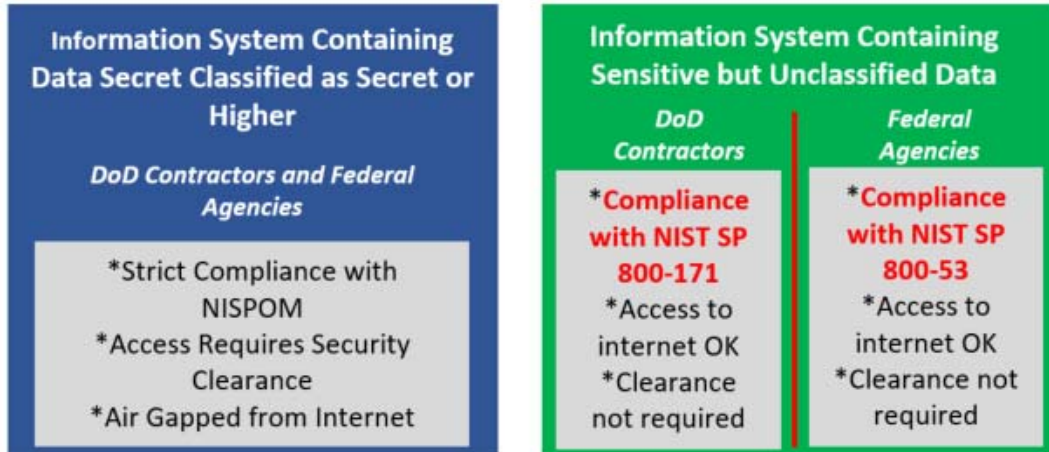 Information System Containing
Data Secret Classified as Secret or
Higher
DoD Contractors and Federal
Agencies
*Strict Compliance with
NISPOM
*Access Requires Security
Clearance
*Air Gapped from Internet
Information System Containing
Sensitive but Unclassified Data
DoD
Contractors
*Compliance
with NIST SP
800-171
*Access to
internet OK
*Clearance
not required
Federal
Agencies
*Compliance
with NIST SP
800-53
*Access to
internet OK
*Clearance not
required